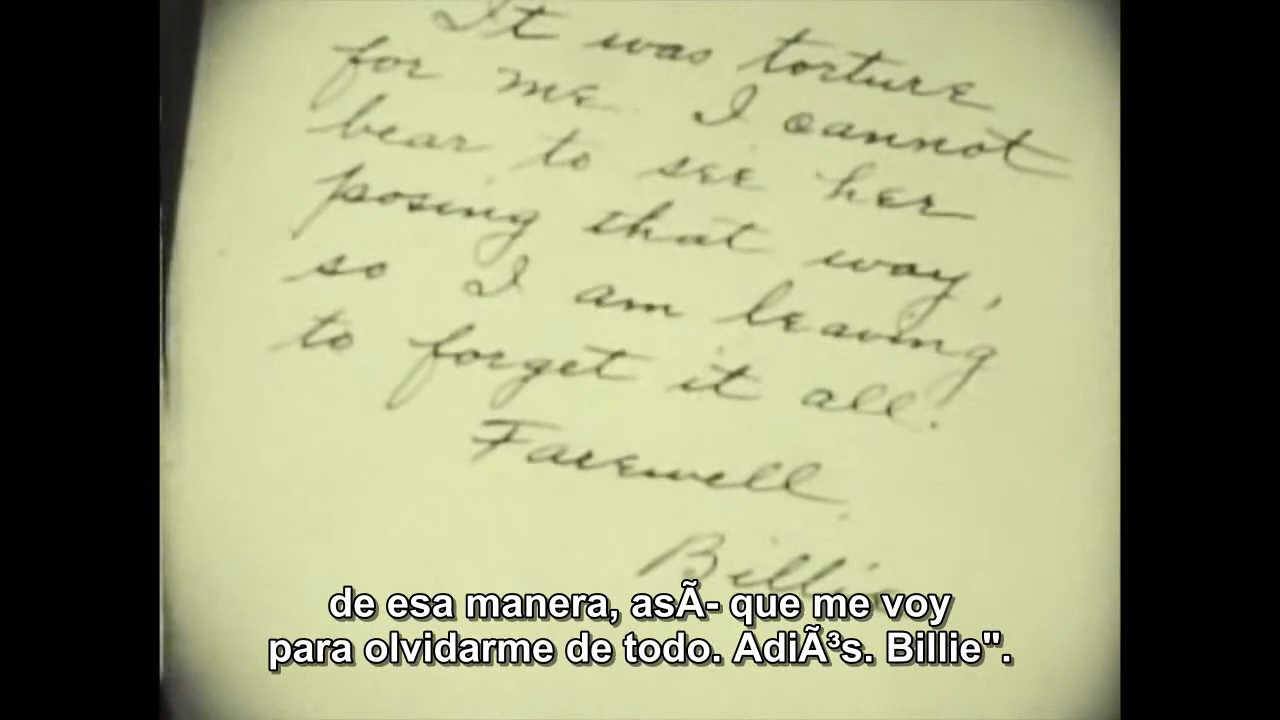 It was torture
for me. I cannot
bear to see her
posing that way,
so I am leaving
to forget it all.
Farewell.
Billie
de esa manera, asÃ- que me voy
para olvidarme de todo. AdiÃ³s. Billie".